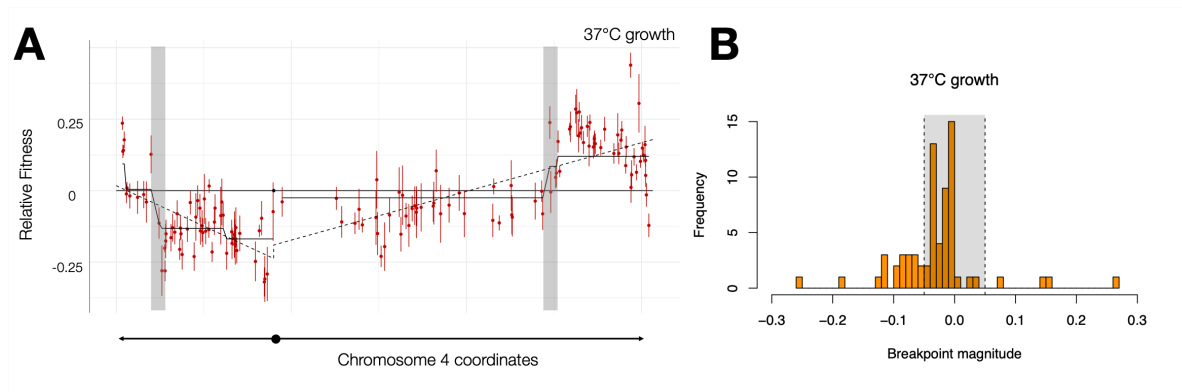 A
37°C growth
Relative Fitness
0.25
0
-0.25
Chromosome 4 coordinates
B
37°C growth
Frequency
15
10
5
0
−0.3 −0.2 −0.1 0.0 0.1 0.2 0.3
Breakpoint magnitude